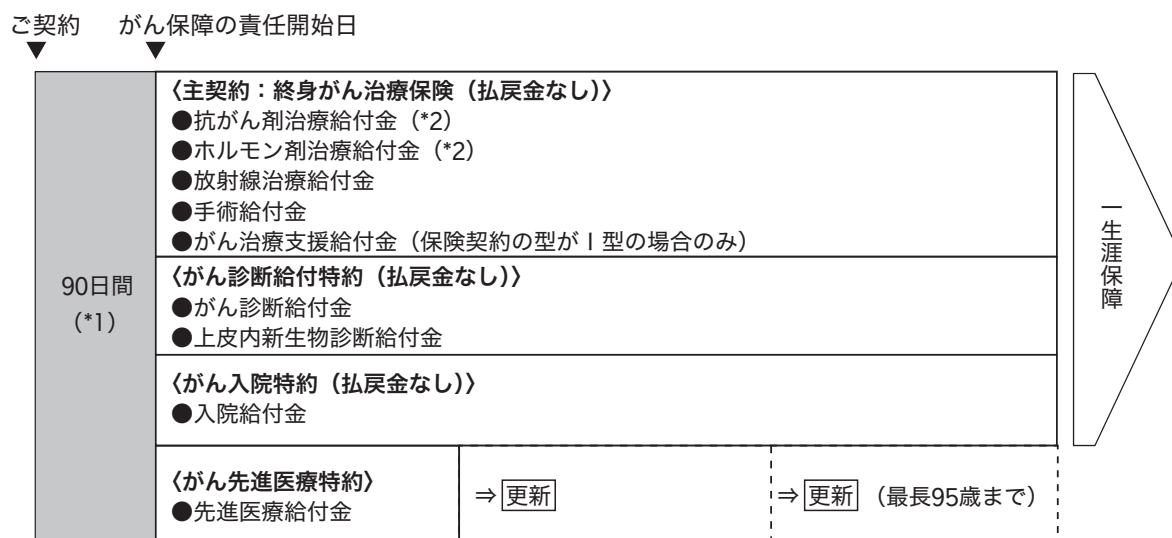 ご契約 がん保障の責任開始日
▼ ▼
90日間
(*1)
〈主契約：終身がん治療保険（払戻金なし）〉
●抗がん剤治療給付金（*2）
●ホルモン剤治療給付金（*2）
●放射線治療給付金
●手術給付金
●がん治療支援給付金（保険契約の型がⅠ型の場合のみ）
〈がん診断給付特約（払戻金なし）〉
●がん診断給付金
●上皮内新生物診断給付金
〈がん入院特約（払戻金なし）〉
●入院給付金
〈がん先進医療特約〉
●先進医療給付金
⇒更新
⇒更新（最長95歳まで）
一生涯保障